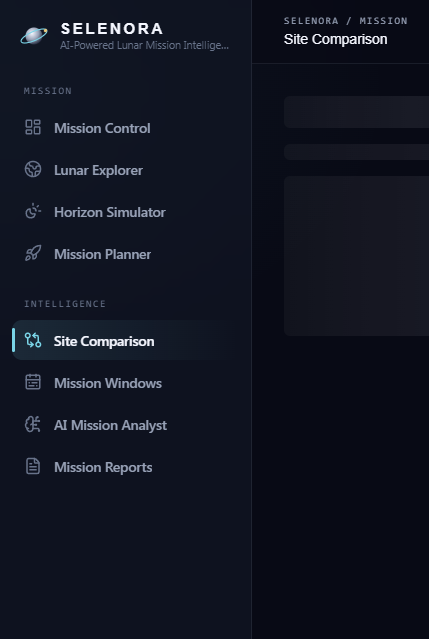 SELENORA
AI-Powered Lunar Mission Intellige...
MISSION
Mission Control
Lunar Explorer
Horizon Simulator
Mission Planner
INTELLIGENCE
Site Comparison
Mission Windows
AI Mission Analyst
Mission Reports
SELENORA / MISSION
Site Comparison